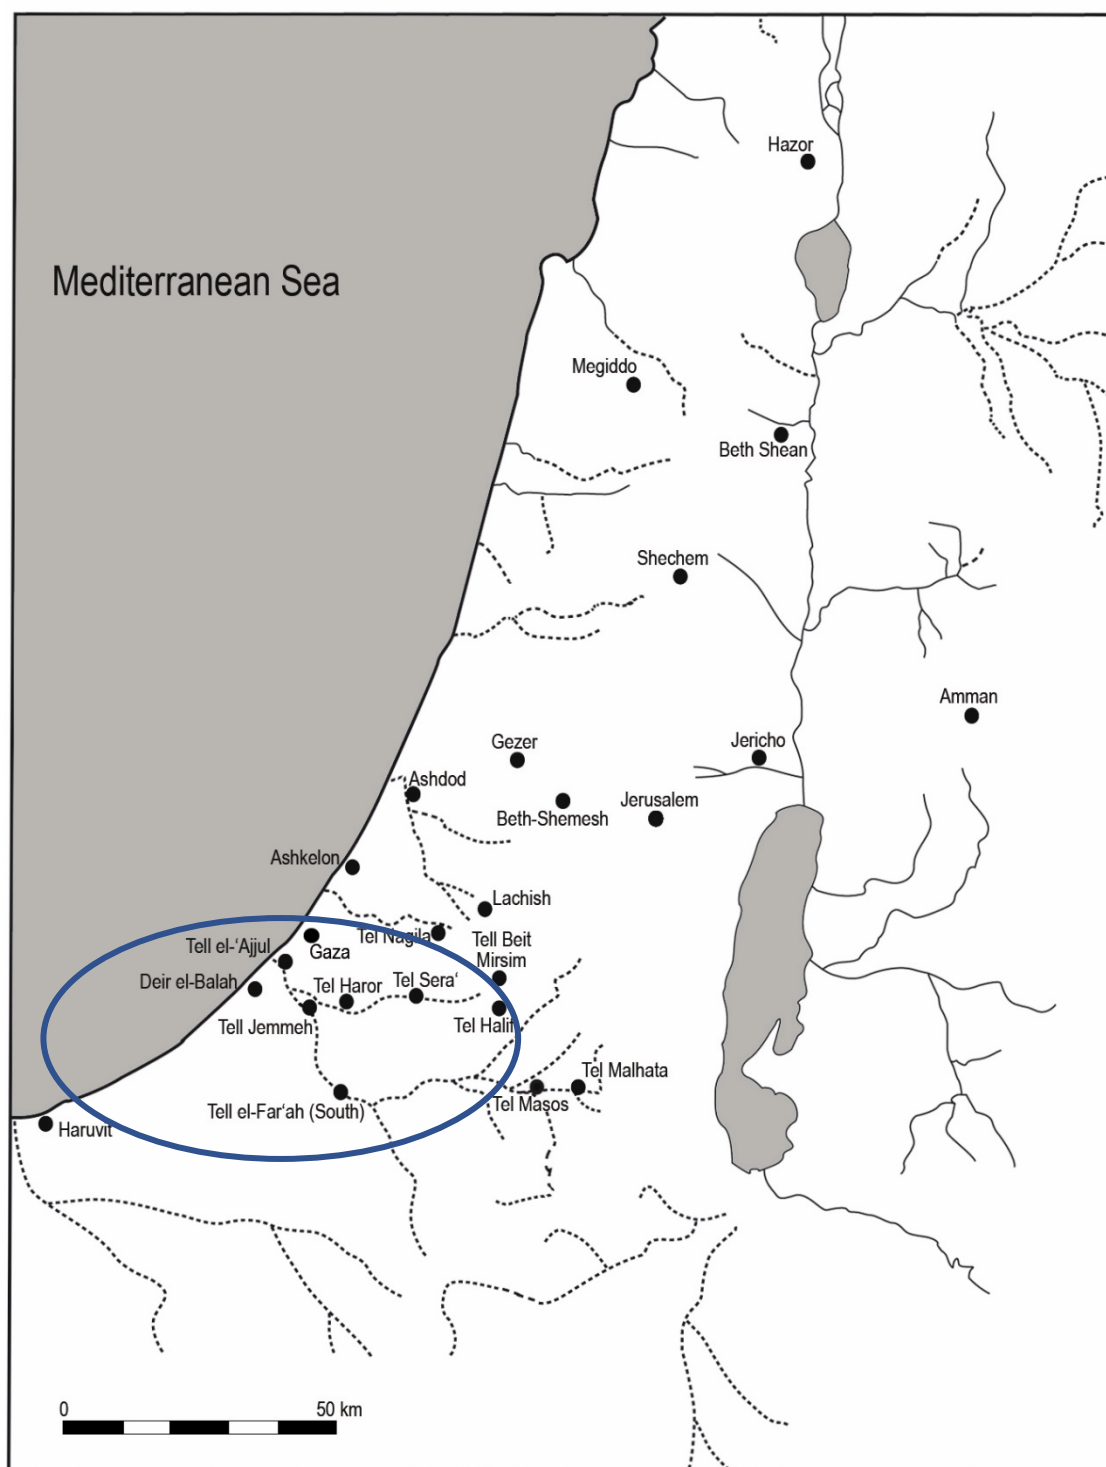 Hazor
Mediterranean Sea
Megiddo
Beth Shean
Shechem
Amman
Jericho
Gezer
Ashdod
Jerusalem
Beth-Shemesh
Ashkelon
Lachish
Tel Nagila
Tell el-‘Ajjul
Gaza
Tell Beit
Mirsim
Deir el-Balah
Tel Haror
Tel Sera‘
Tell Jemmeh
Tel Halif
Tel Malhata
Tel Masos
Tell el-Far‘ah (South)
Haruvit
0 50 km